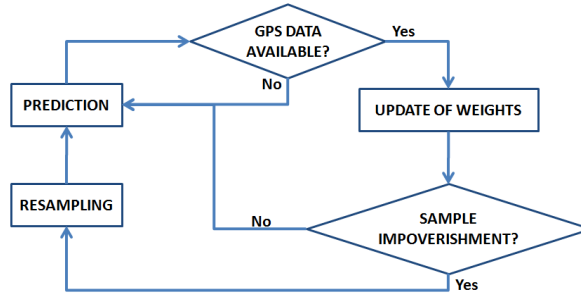 GPS DATA
AVAILABLE?
Yes
No
PREDICTION
UPDATE OF WEIGHTS
RESAMPLING
SAMPLE
IMPOVERISHMENT?
No
Yes